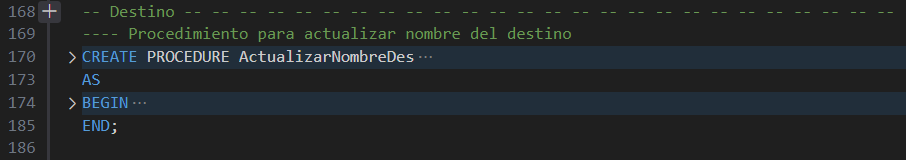 168 -- Destino -- -- -- -- -- -- -- -- -- -- -- -- -- -- -- -- -- -- -- -- -- -- -- -- -- --
169 ---- Procedimiento para actualizar nombre del destino
170 CREATE PROCEDURE ActualizarNombreDes ···
173 AS
174 BEGIN ···
185 END;
186